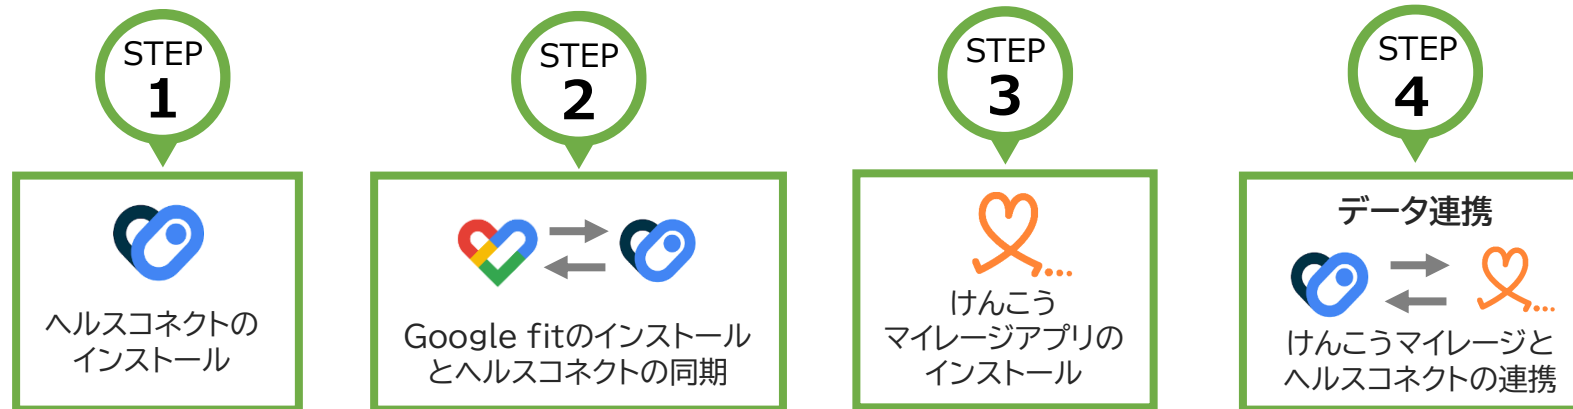 STEP
1
ヘルスコネクトの
インストール
STEP
2
Google fitのインストール
とヘルスコネクトの同期
STEP
3
けんこう
マイレージアプリの
インストール
STEP
4
データ連携
けんこうマイレージと
ヘルスコネクトの連携